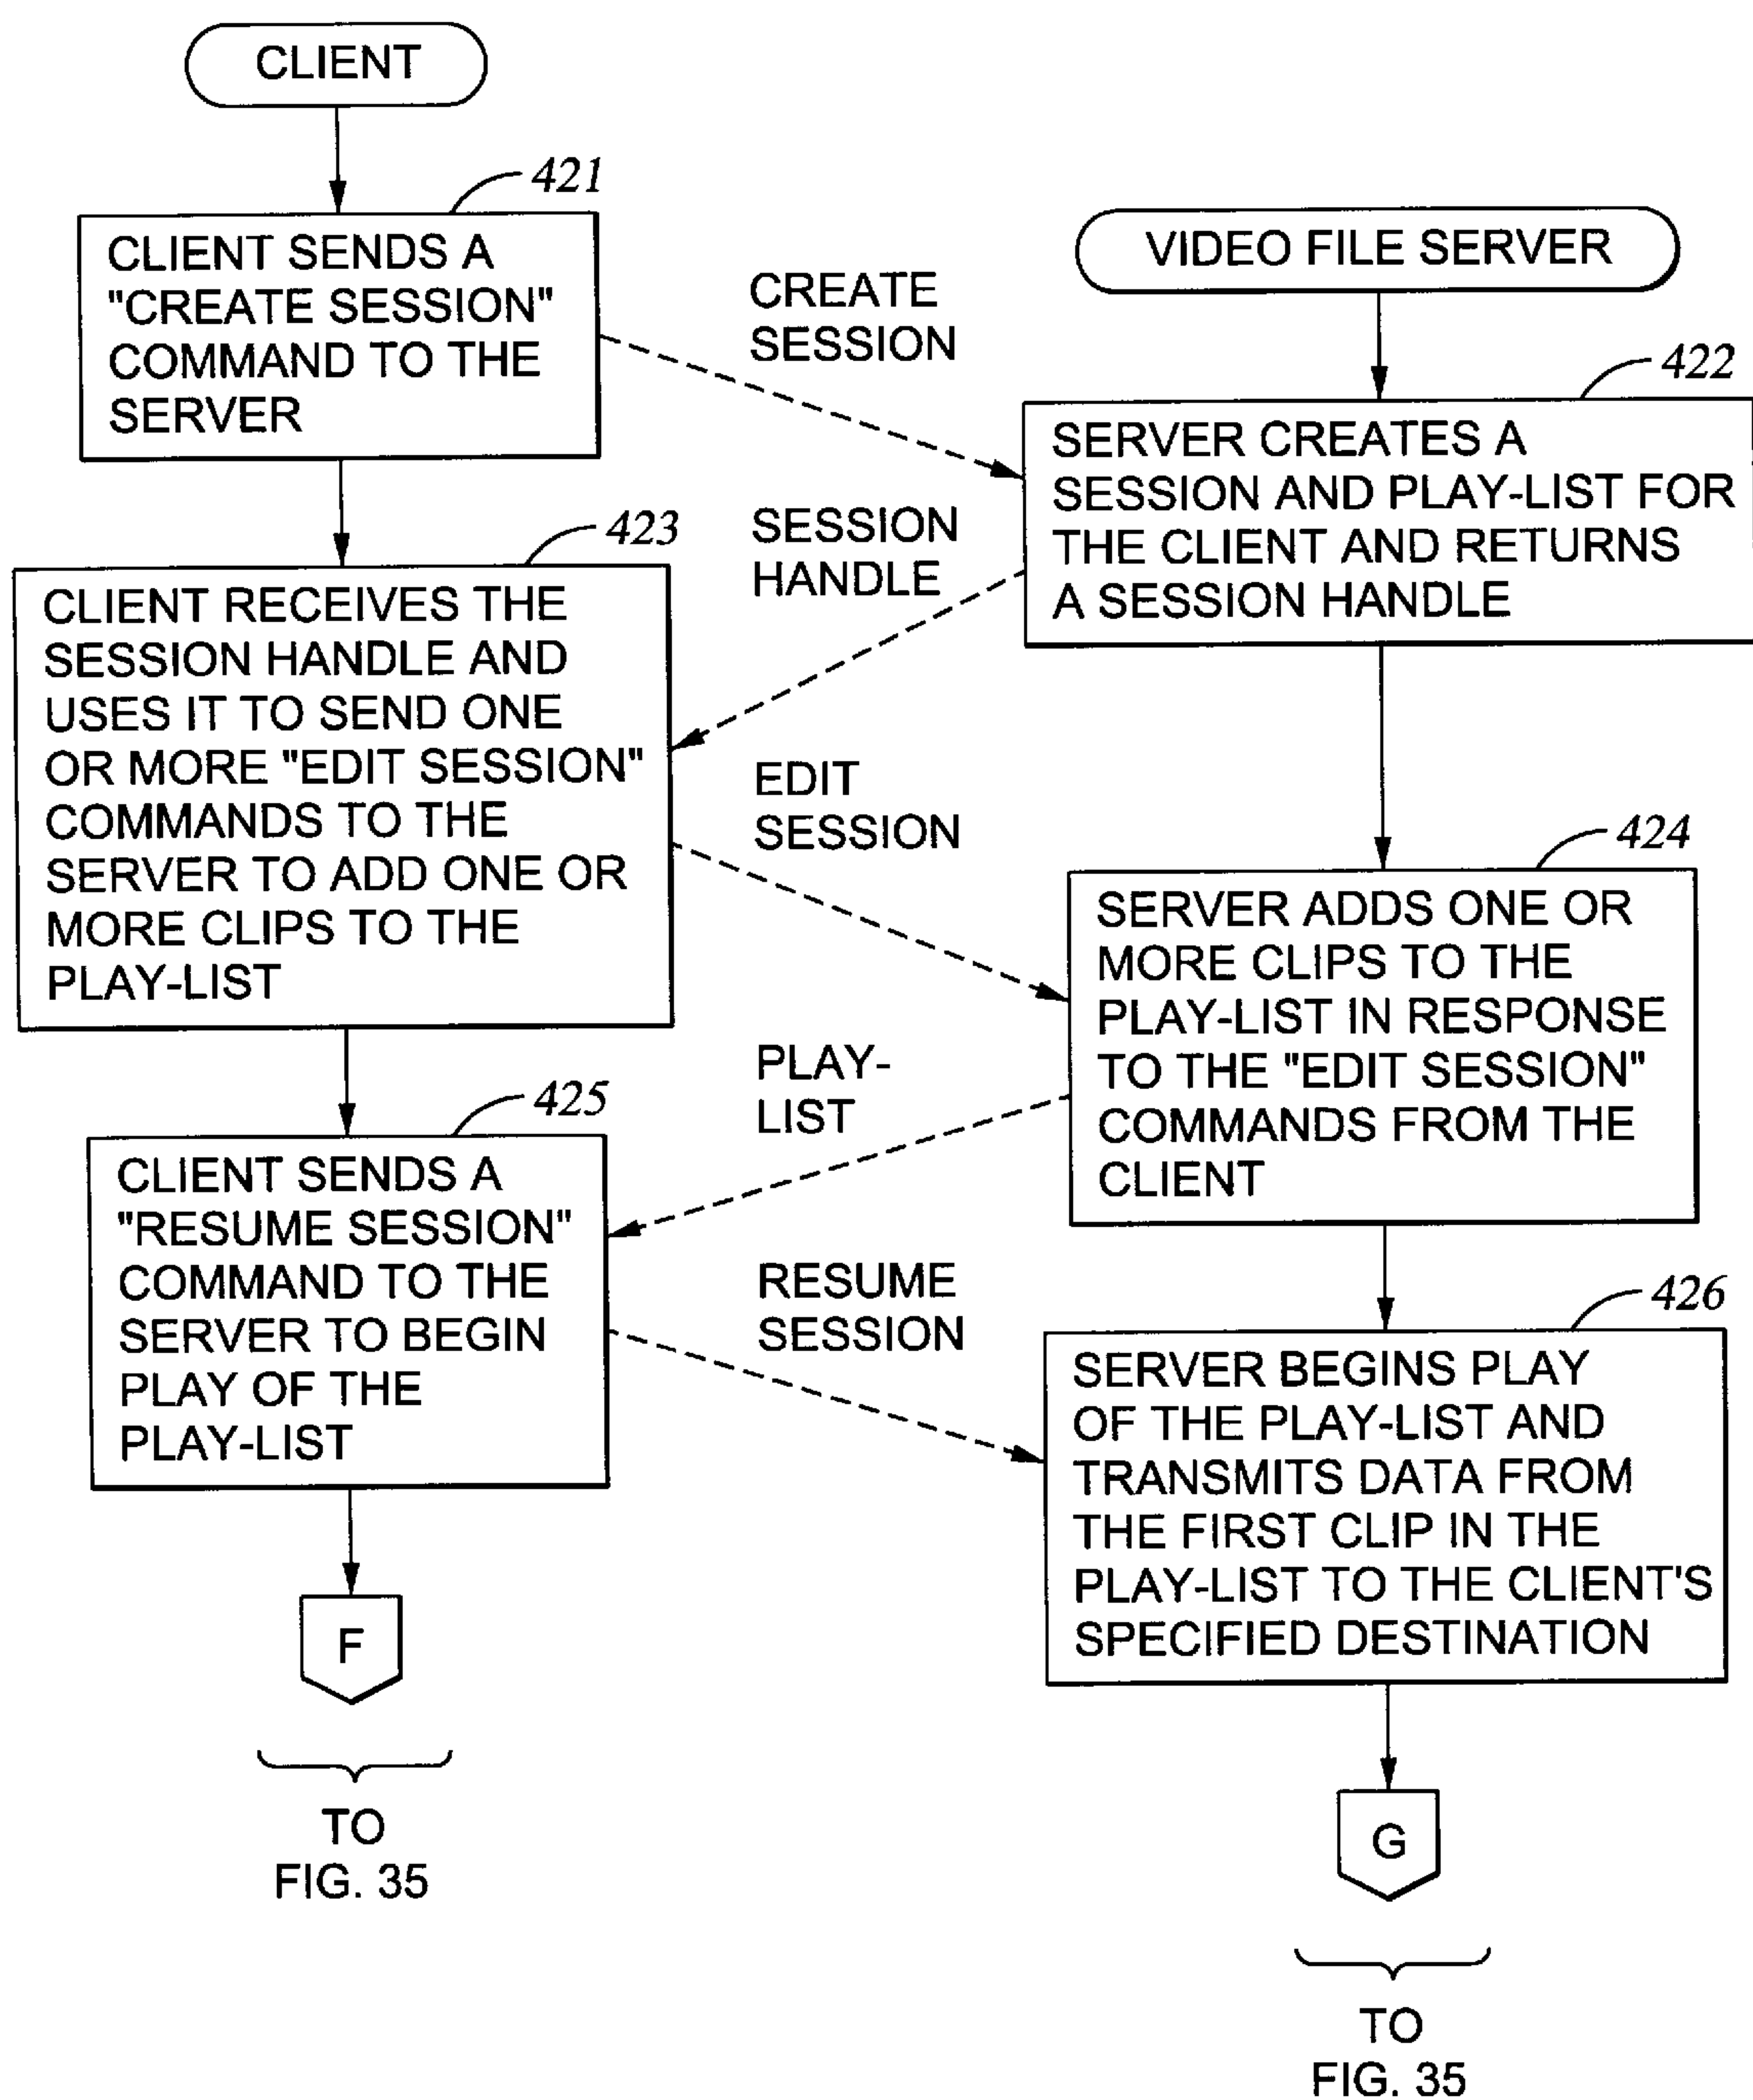 CLIENT
421
CLIENT SENDS A
"CREATE SESSION"
COMMAND TO THE
SERVER
CREATE
SESSION
VIDEO FILE SERVER
422
SERVER CREATES A
SESSION AND PLAY-LIST FOR
THE CLIENT AND RETURNS
A SESSION HANDLE
SESSION
HANDLE
423
CLIENT RECEIVES THE
SESSION HANDLE AND
USES IT TO SEND ONE
OR MORE "EDIT SESSION"
COMMANDS TO THE
SERVER TO ADD ONE OR
MORE CLIPS TO THE
PLAY-LIST
EDIT
SESSION
424
SERVER ADDS ONE OR
MORE CLIPS TO THE
PLAY-LIST IN RESPONSE
TO THE "EDIT SESSION"
COMMANDS FROM THE
CLIENT
PLAY-
LIST
425
CLIENT SENDS A
"RESUME SESSION"
COMMAND TO THE
SERVER TO BEGIN
PLAY OF THE
PLAY-LIST
RESUME
SESSION
426
SERVER BEGINS PLAY
OF THE PLAY-LIST AND
TRANSMITS DATA FROM
THE FIRST CLIP IN THE
PLAY-LIST TO THE CLIENT'S
SPECIFIED DESTINATION
F
TO
FIG. 35
G
TO
FIG. 35